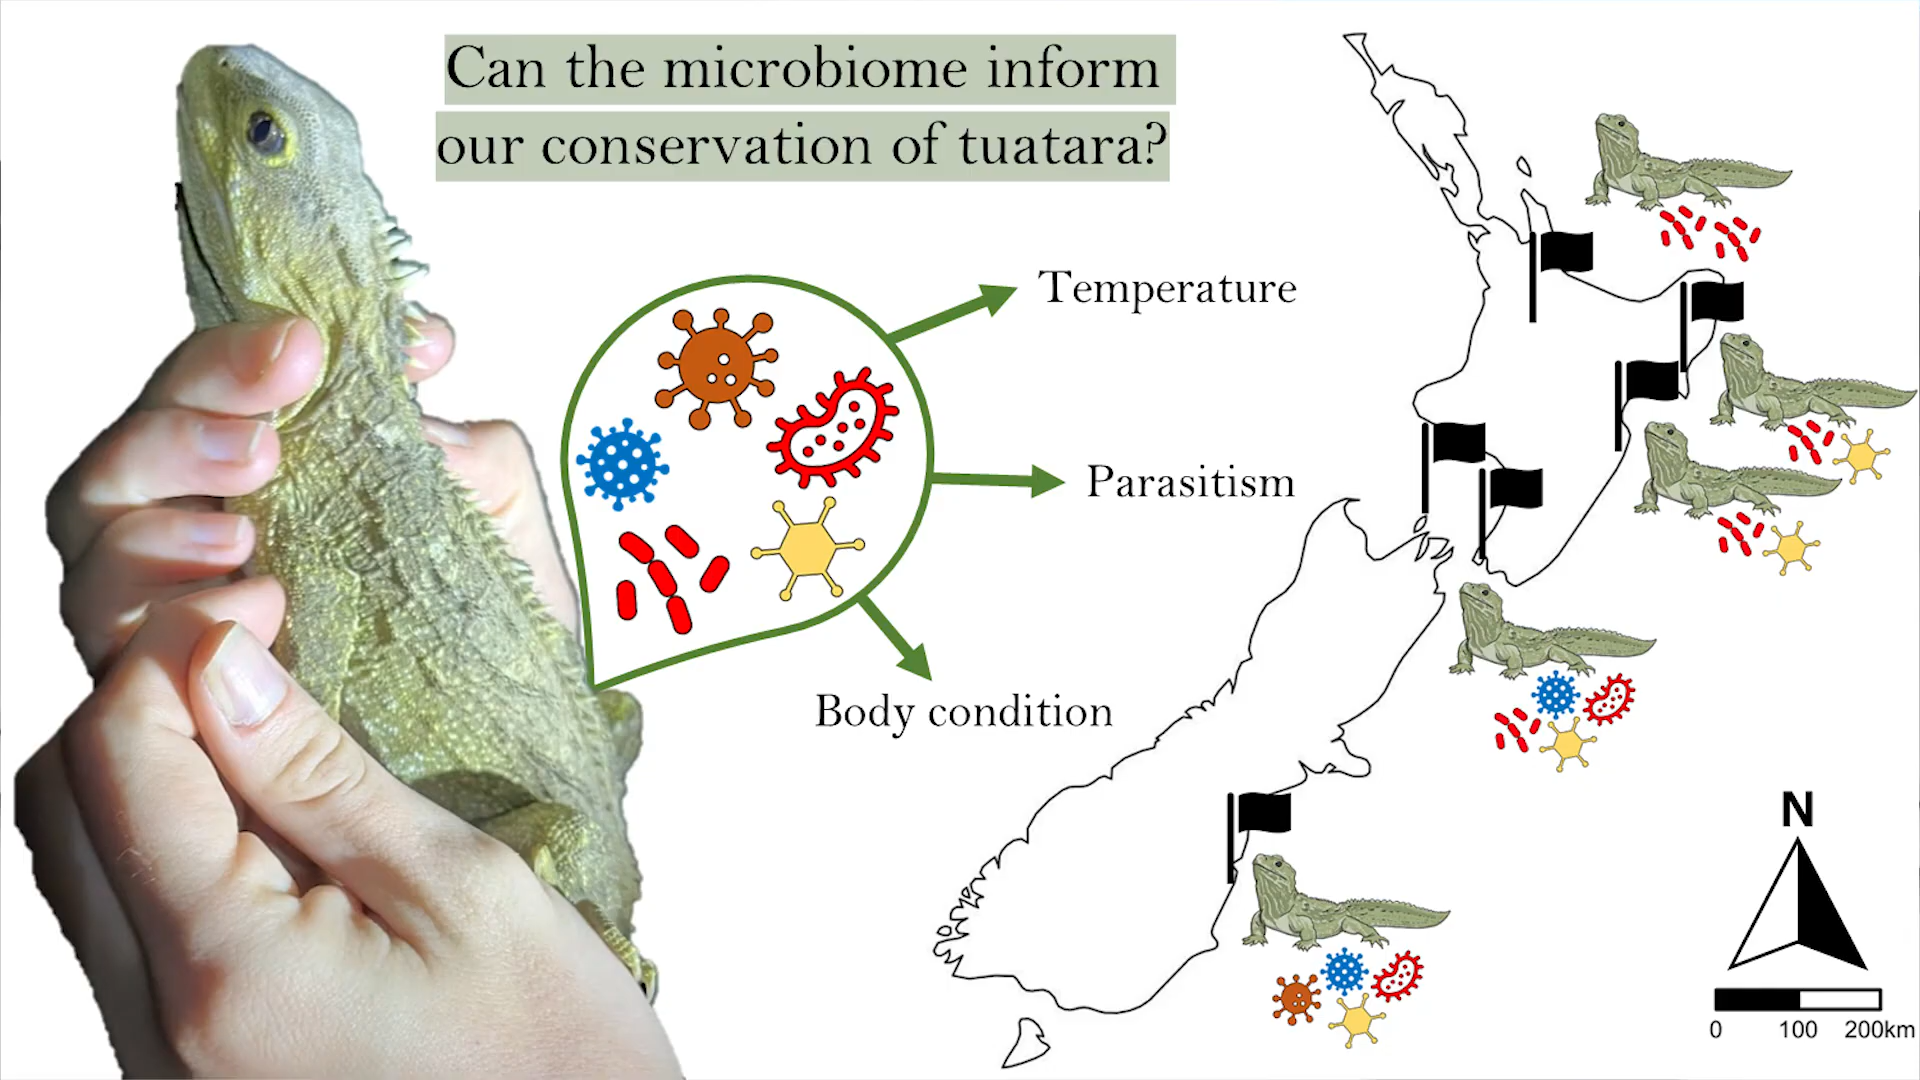 Can the microbiome inform
our conservation of tuatara?
Temperature
Parasitism
Body condition
N
0 100 200km